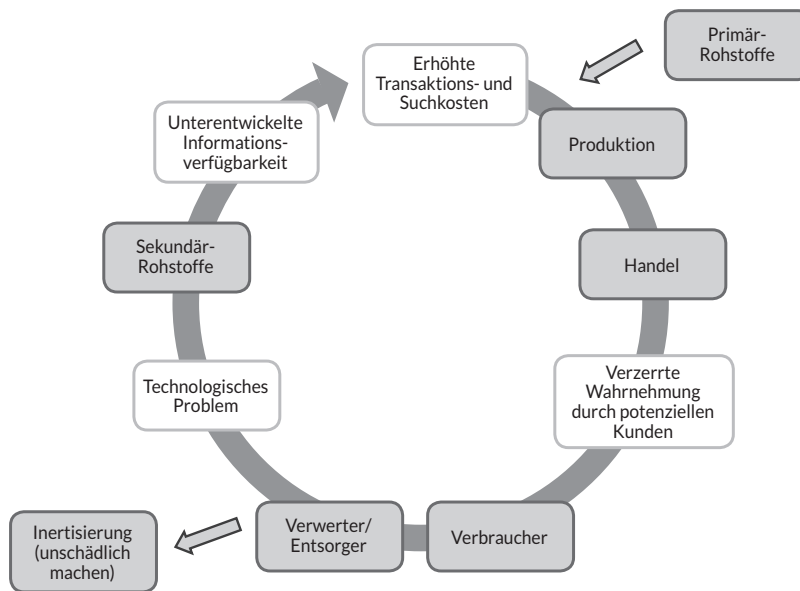 Primär-
Rohstoffe
Erhöhte
Transaktions- und
Suchkosten
Produktion
Handel
Verzerrte
Wahrnehmung
durch potenziellen
Kunden
Verbraucher
Verwerter/
Entsorger
Inertisierung
(unschädlich
machen)
Technologisches
Problem
Sekundär-
Rohstoffe
Unterentwickelte
Informations-
verfügbarkeit